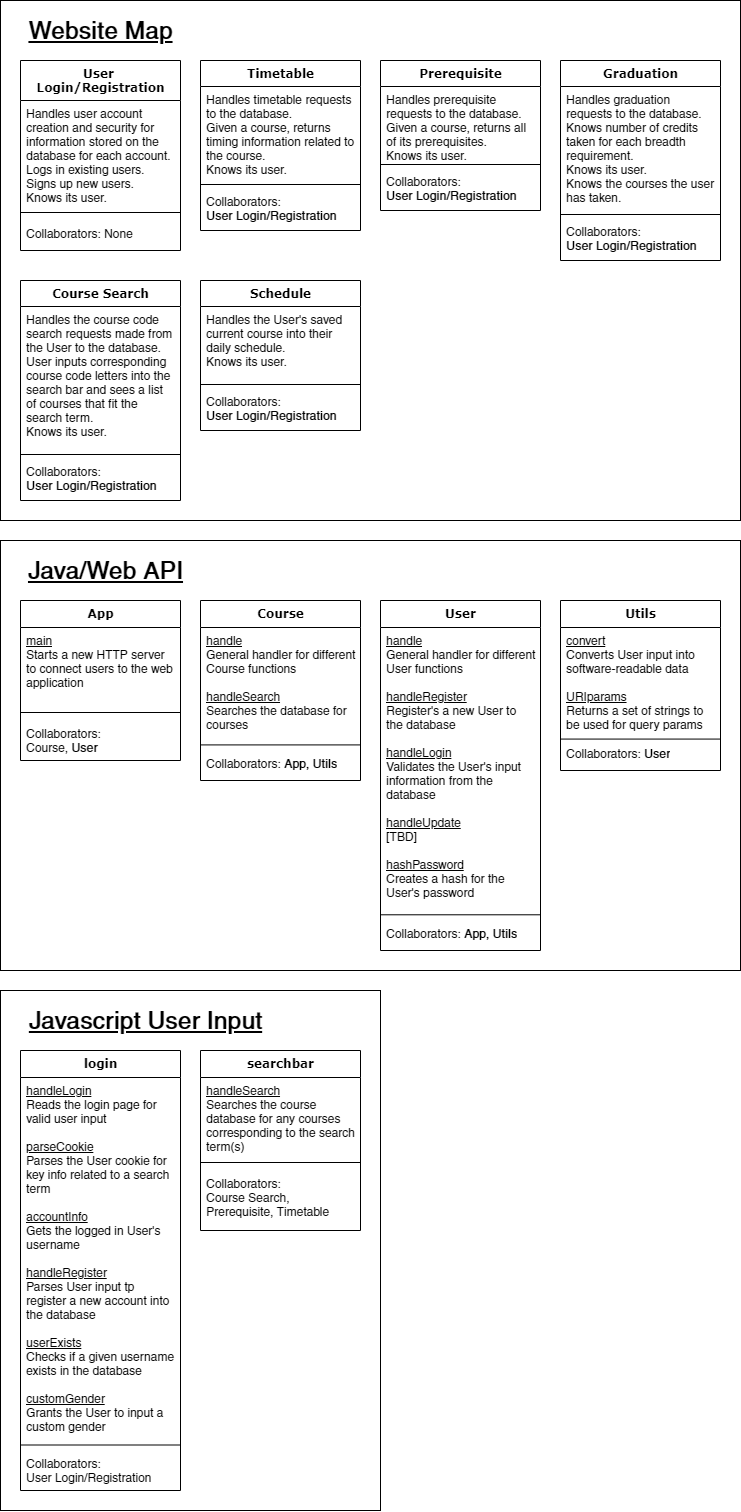 Website Map
User
Login/Registration
Handles user account
creation and security for
information stored on the
database for each account.
Logs in existing users.
Signs up new users.
Knows its user.
Collaborators: None
Timetable
Handles timetable requests
to the database.
Given a course, returns
timing information related to
the course.
Knows its user.
Collaborators:
User Login/Registration
Prerequisite
Handles prerequisite
requests to the database.
Given a course, returns all
of its prerequisites.
Knows its user.
Collaborators:
User Login/Registration
Graduation
Handles graduation
requests to the database.
Knows number of credits
taken for each breadth
requirement.
Knows its user.
Knows the courses the user
has taken.
Collaborators:
User Login/Registration
Course Search
Handles the course code
search requests made from
the User to the database.
User inputs corresponding
course code letters into the
search bar and sees a list
of courses that fit the
search term.
Knows its user.
Collaborators:
User Login/Registration
Schedule
Handles the User's saved
current course into their
daily schedule.
Knows its user.
Collaborators:
User Login/Registration
Java/Web API
App
main
Starts a new HTTP server
to connect users to the web
application
Collaborators:
Course, User
Course
handle
General handler for different
Course functions
handleSearch
Searches the database for
courses
Collaborators: App, Utils
User
handle
General handler for different
User functions
handleRegister
Register's a new User to
the database
handleLogin
Validates the User's input
information from the
database
handleUpdate
[TBD]
hashPassword
Creates a hash for the
User's password
Collaborators: App, Utils
Utils
convert
Converts User input into
software-readable data
URIparams
Returns a set of strings to
be used for query params
Collaborators: User
Javascript User Input
login
handleLogin
Reads the login page for
valid user input
parseCookie
Parses the User cookie for
key info related to a search
term
accountInfo
Gets the logged in User's
username
handleRegister
Parses User input tp
register a new account into
the database
userExists
Checks if a given username
exists in the database
customGender
Grants the User to input a
custom gender
Collaborators:
User Login/Registration
searchbar
handleSearch
Searches the course
database for any courses
corresponding to the search
term(s)
Collaborators:
Course Search,
Prerequisite, Timetable